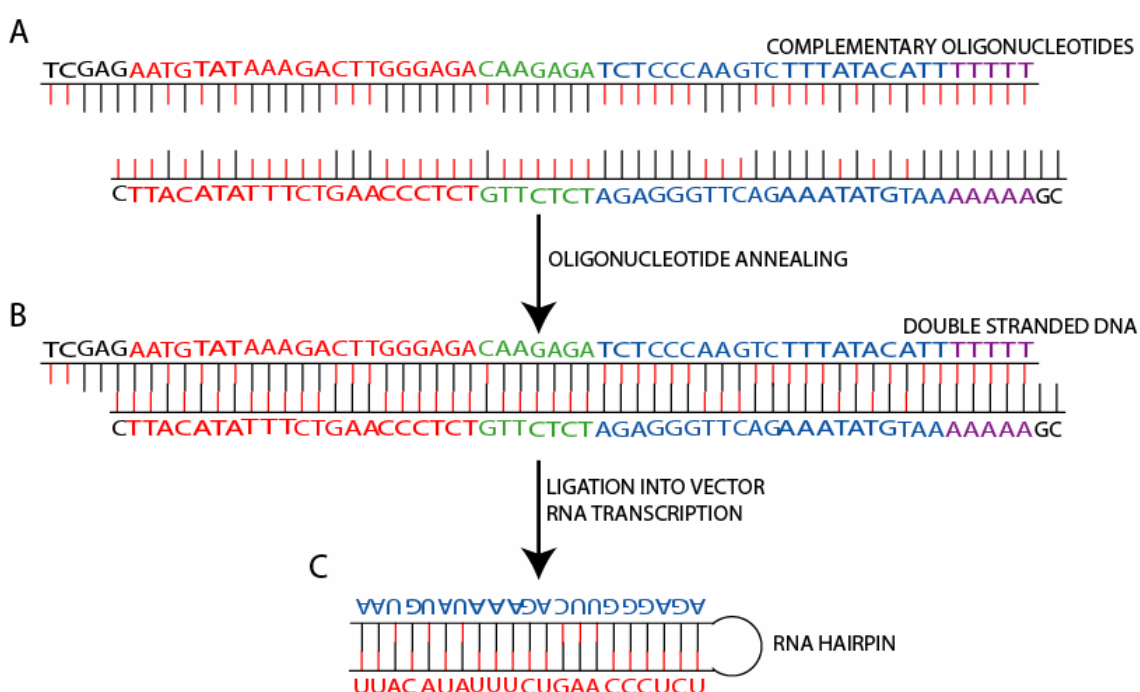 A
COMPLEMENTARY OLIGONUCLEOTIDES
TCGAGAATGTATAAAGACTTGGGAGACAAGAGATCTCCCAAGTCTTTATACATTTTTTT
CTTACATATTTCTGAACCCTCTGTTCTCTAGAGGGTTCAGAAATATGTAAAAAAAGC
OLIGONUCLEOTIDE ANNEALING
B
DOUBLE STRANDED DNA
TCGAGAATGTATAAAGACTTGGGAGACAAGAGATCTCCCAAGTCTTTATACATTTTTTT
CTTACATATTTCTGAACCCTCTGTTCTCTAGAGGGTTCAGAAATATGTAAAAAAAGC
LIGATION INTO VECTOR
RNA TRANSCRIPTION
C
AGAGGGUUCAGAAAUAUGUAA
RNA HAIRPIN
UUACAUAUUUCUGAACCCUCU